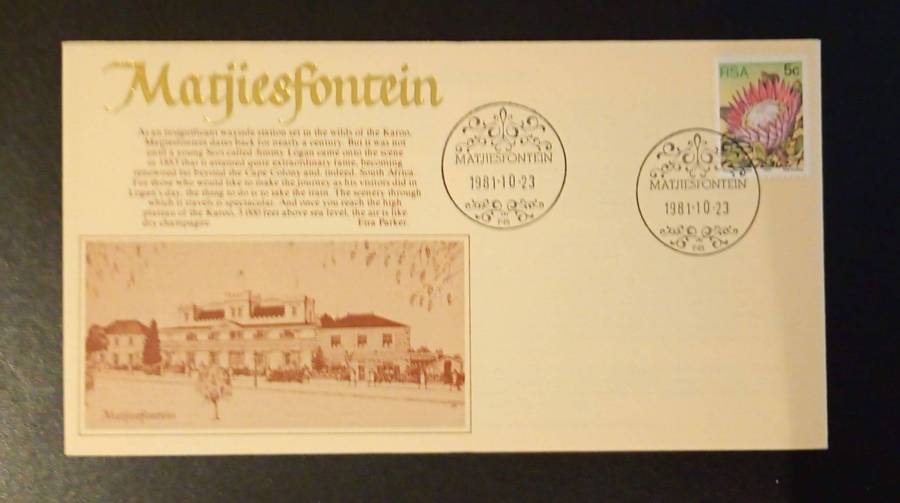 Matjiesfontein
As an insignificant wayside station set in the wilds of the Karoo,
Matjiesfontein dates back for nearly a century. But it was not
until a young Scot called Jimmy Logan came onto the scene
in 1883 that it attained quite extraordinary fame, becoming
renowned far beyond the Cape Colony and, indeed, South Africa.
For those who would like to make the journey as his visitors did in
Logan's day, the thing to do is to take the train. The scenery through
which it travels is spectacular. And once you reach the high
plateau of the Karoo, 3 000 feet above sea level, the air is like
dry champagne. Etta Parker.
MATJIESFONTEIN
1981-10-23
RSA 5c
MATJIESFONTEIN
1981-10-23
Matjiesfontein